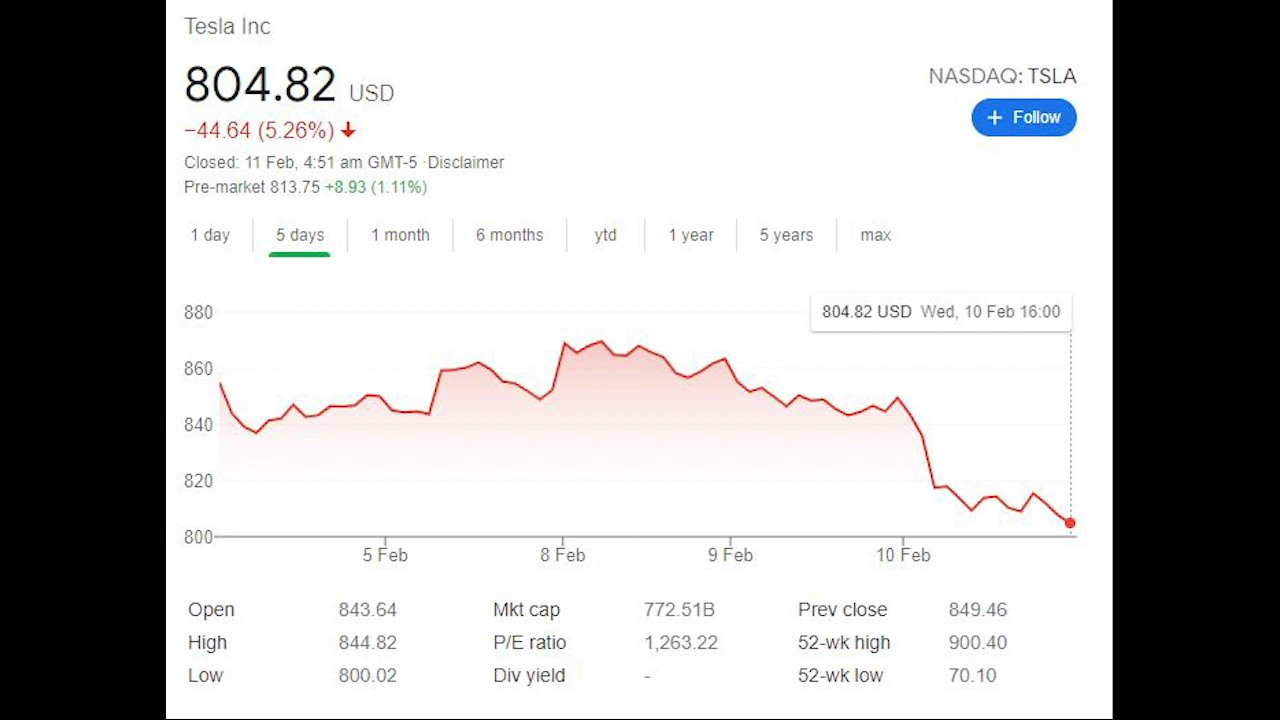 Tesla Inc
804.82 USD
NASDAQ: TSLA
−44.64 (5.26%) ↓
+ Follow
Closed: 11 Feb, 4:51 am GMT-5 ·Disclaimer
Pre-market 813.75 +8.93 (1.11%)
1 day 5 days 1 month 6 months ytd 1 year 5 years max
880
804.82 USD Wed, 10 Feb 16:00
860
840
820
800
5 Feb 8 Feb 9 Feb 10 Feb
Open 843.64 Mkt cap 772.51B Prev close 849.46
High 844.82 P/E ratio 1,263.22 52-wk high 900.40
Low 800.02 Div yield - 52-wk low 70.10